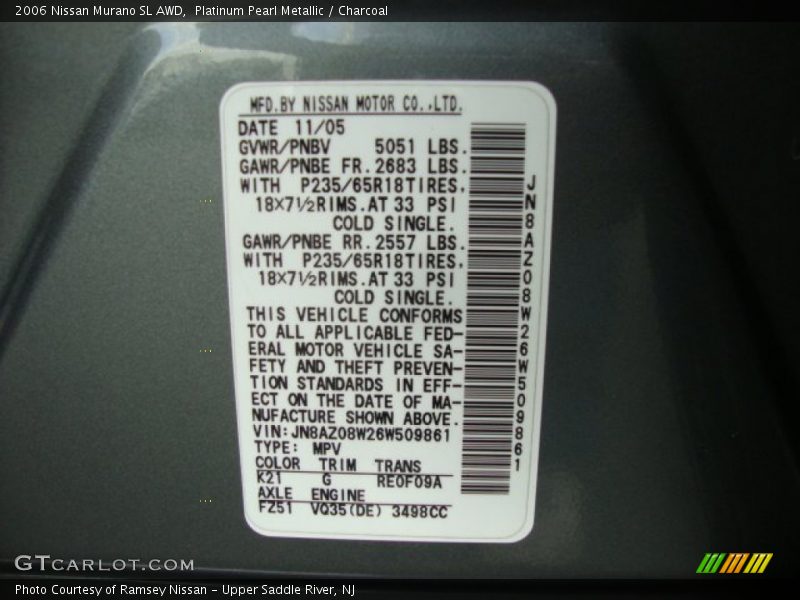 2006 Nissan Murano SL AWD,  Platinum Pearl Metallic / Charcoal
MFD.BY NISSAN MOTOR CO.,LTD.
DATE 11/05
GVWR/PNBV 5051 LBS.
GAWR/PNBE FR.2683 LBS.
WITH P235/65R18TIRES.
18X7½RIMS.AT 33 PSI
COLD SINGLE.
GAWR/PNBE RR.2557 LBS.
WITH P235/65R18TIRES.
18X7½RIMS.AT 33 PSI
COLD SINGLE.
THIS VEHICLE CONFORMS
TO ALL APPLICABLE FED-
ERAL MOTOR VEHICLE SA-
FETY AND THEFT PREVEN-
TION STANDARDS IN EFF-
ECT ON THE DATE OF MA-
NUFACTURE SHOWN ABOVE.
VIN:JN8AZ08W26W509861
TYPE: MPV
COLOR TRIM TRANS
K21 G RE0F09A
AXLE ENGINE
FZ51 VQ35(DE) 3498CC
JN8AZ08W26W509861
GTCARLOT.COM
Photo Courtesy of Ramsey Nissan - Upper Saddle River, NJ